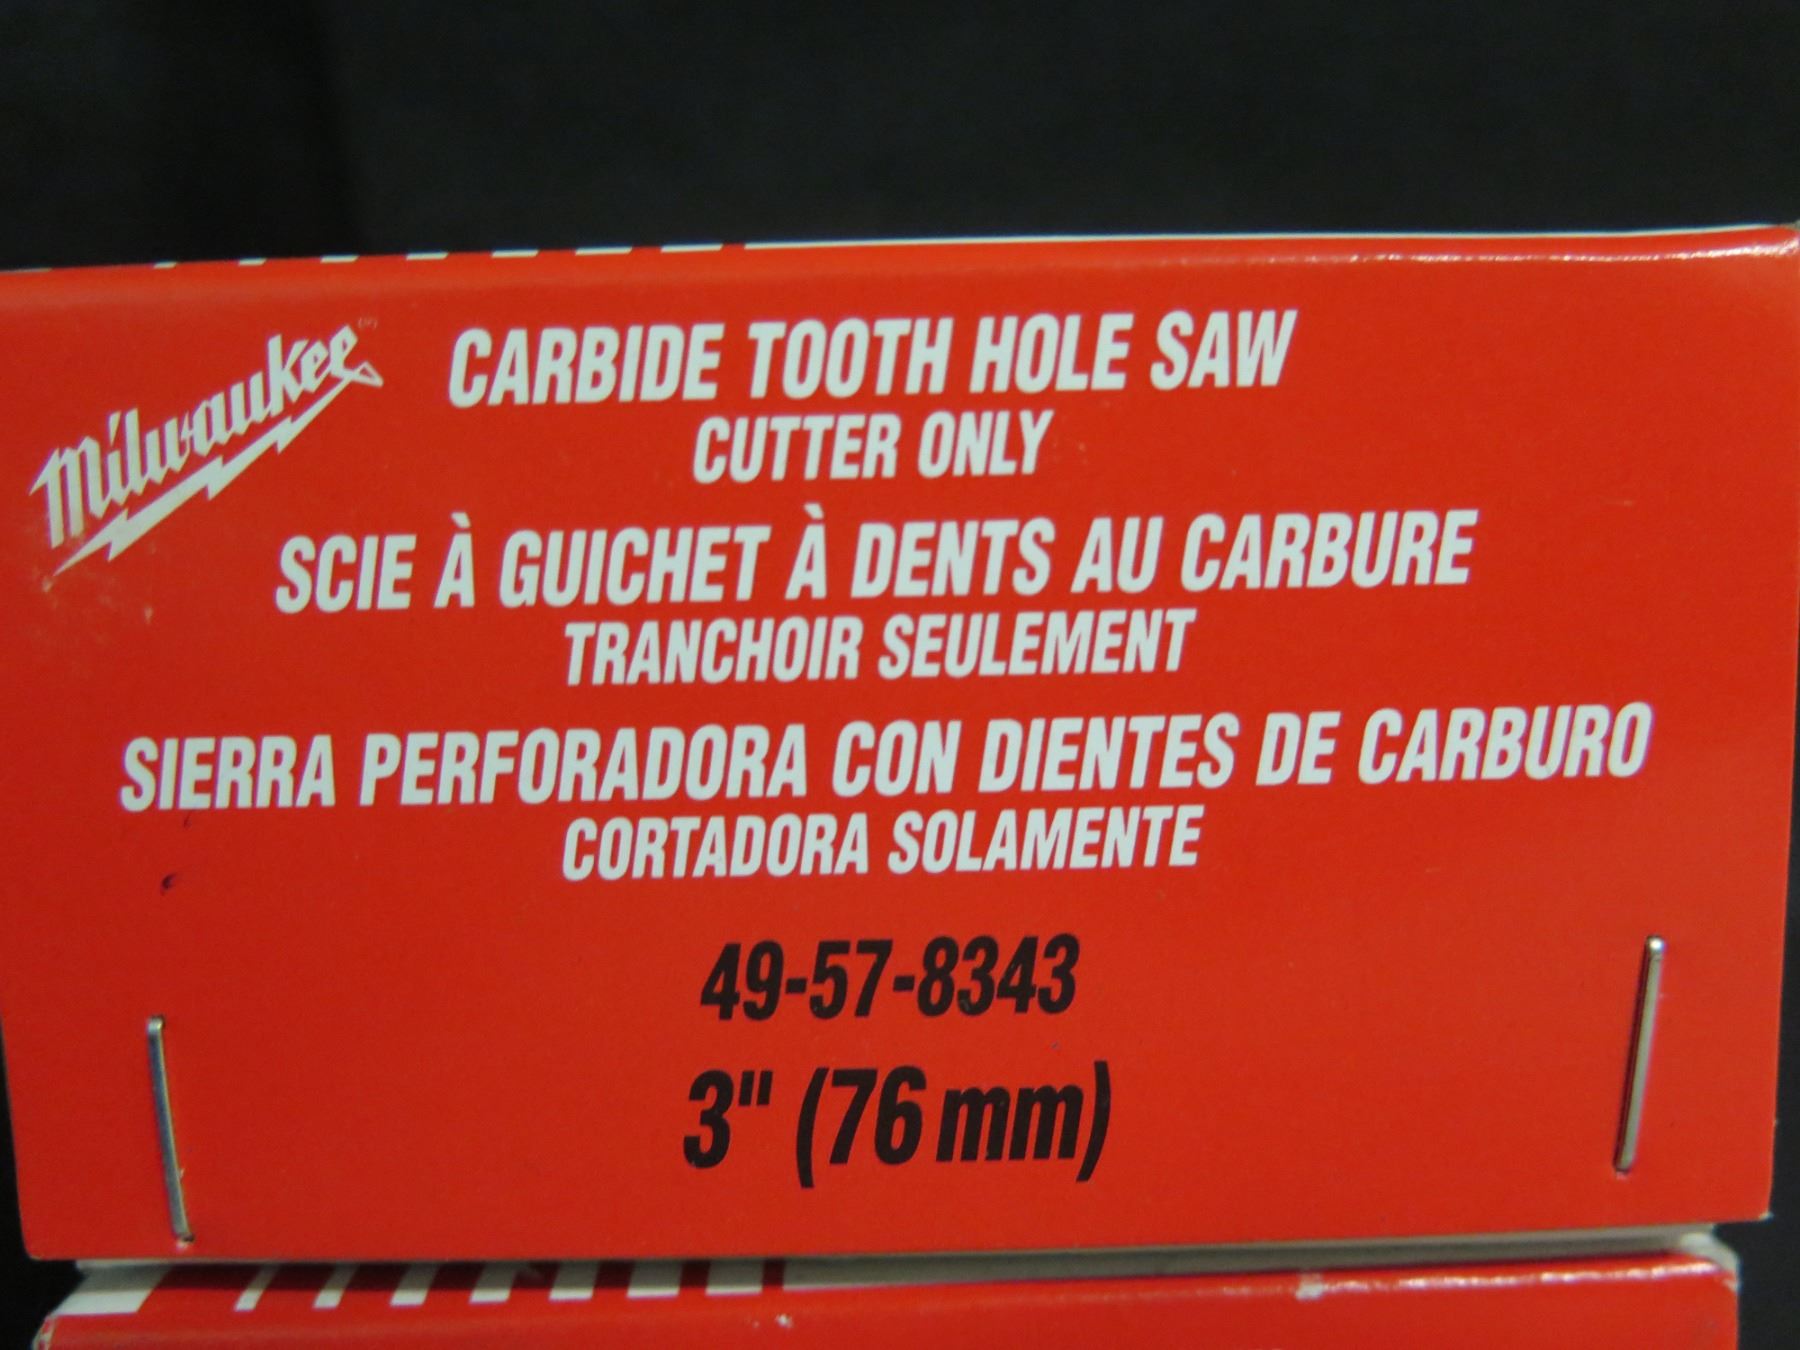 Milwaukee
CARBIDE TOOTH HOLE SAW
CUTTER ONLY
SCIE À GUICHET À DENTS AU CARBURE
TRANCHOIR SEULEMENT
SIERRA PERFORADORA CON DIENTES DE CARBURO
CORTADORA SOLAMENTE
49-57-8343
3" (76 mm)